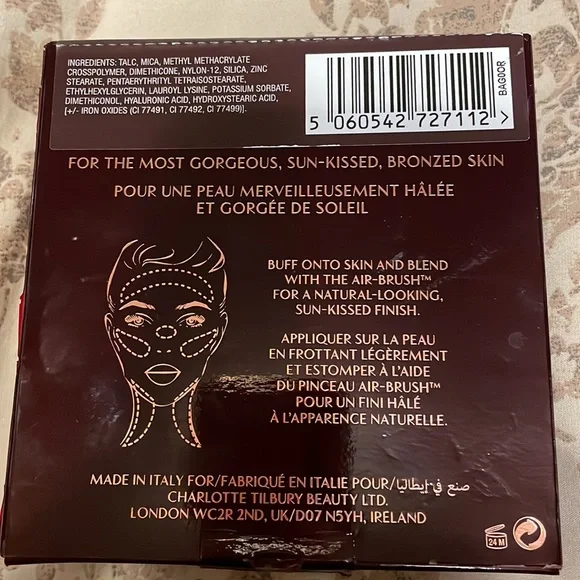 INGREDIENTS: TALC, MICA, METHYL METHACRYLATE
CROSSPOLYMER, DIMETHICONE, NYLON-12, SILICA, ZINC
STEARATE, PENTAERYTHRITYL TETRAISOSTEARATE,
ETHYLHEXYLGLYCERIN, LAUROYL LYSINE, POTASSIUM SORBATE,
DIMETHICONOL, HYALURONIC ACID, HYDROXYSTEARIC ACID,
[+/- IRON OXIDES (CI 77491, CI 77492, CI 77499)].
5 060542 727112 >
BAG0OR
FOR THE MOST GORGEOUS, SUN-KISSED, BRONZED SKIN
POUR UNE PEAU MERVEILLEUSEMENT HÂLÉE
ET GORGÉE DE SOLEIL
BUFF ONTO SKIN AND BLEND
WITH THE AIR-BRUSH™
FOR A NATURAL-LOOKING,
SUN-KISSED FINISH.
APPLIQUER SUR LA PEAU
EN FROTTANT LÉGÈREMENT
ET ESTOMPER À L'AIDE
DU PINCEAU AIR-BRUSH™
POUR UN FINI HÂLÉ
À L'APPARENCE NATURELLE.
MADE IN ITALY FOR/FABRIQUÉ EN ITALIE POUR/صنع في إيطاليا
CHARLOTTE TILBURY BEAUTY LTD.
LONDON WC2R 2ND, UK/D07 N5YH, IRELAND
24 M